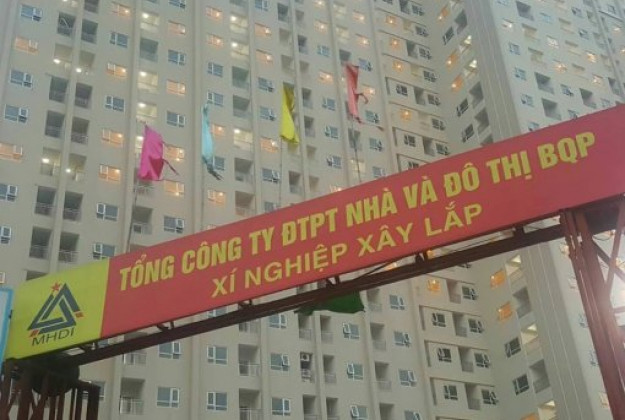 TỔNG CÔNG TY ĐTPT NHÀ VÀ ĐÔ THỊ BQP
XÍ NGHIỆP XÂY LẮP
MHDI